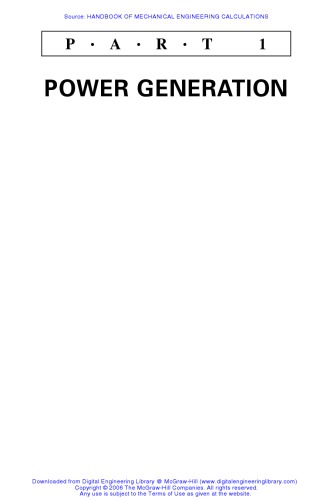 Source: HANDBOOK OF MECHANICAL ENGINEERING CALCULATIONS
P • A • R • T 1
POWER GENERATION
Downloaded from Digital Engineering Library @ McGraw-Hill (www.digitalengineeringlibrary.com)
Copyright © 2006 The McGraw-Hill Companies. All rights reserved.
Any use is subject to the Terms of Use as given at the website.